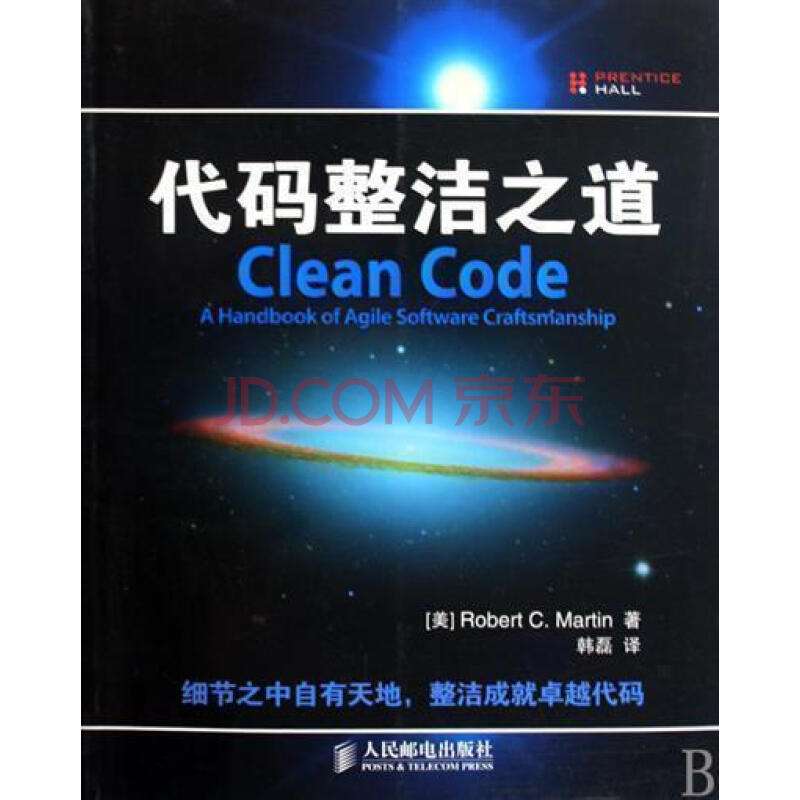 PRENTICE
HALL
代码整洁之道
Clean Code
A Handbook of Agile Software Craftsmanship
JD.COM 京东
[美] Robert C. Martin 著
韩磊 译
细节之中自有天地，整洁成就卓越代码
人民邮电出版社
POSTS & TELECOM PRESS
B